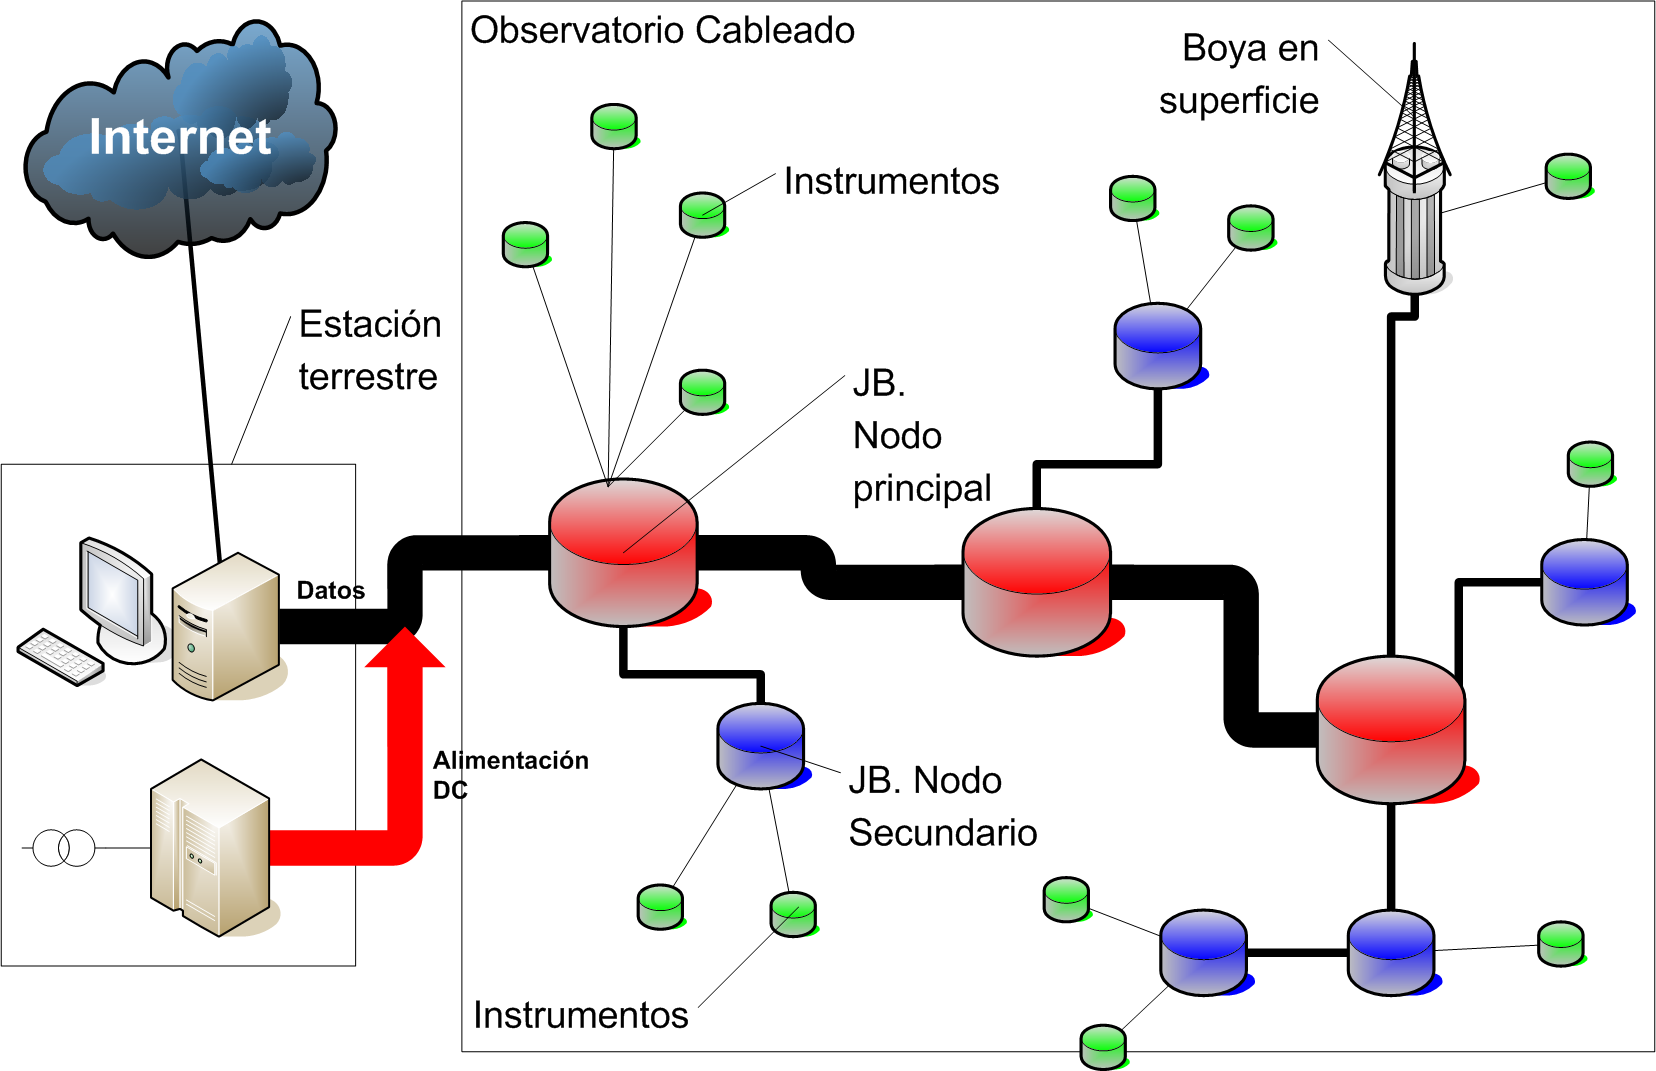 Observatorio Cableado
Boya en
superficie
Internet
Instrumentos
Estación
terrestre
JB.
Nodo
principal
Datos
Alimentación
DC
JB. Nodo
Secundario
Instrumentos